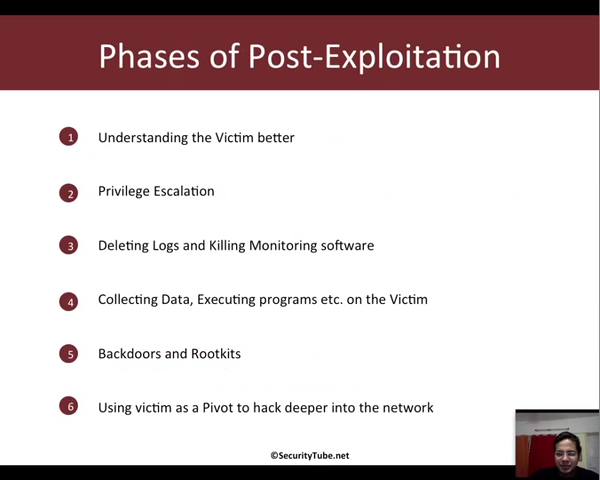 Phases of Post-Exploitation
1 Understanding the Victim better
2 Privilege Escalation
3 Deleting Logs and Killing Monitoring software
4 Collecting Data, Executing programs etc. on the Victim
5 Backdoors and Rootkits
6 Using victim as a Pivot to hack deeper into the network
©SecurityTube.net